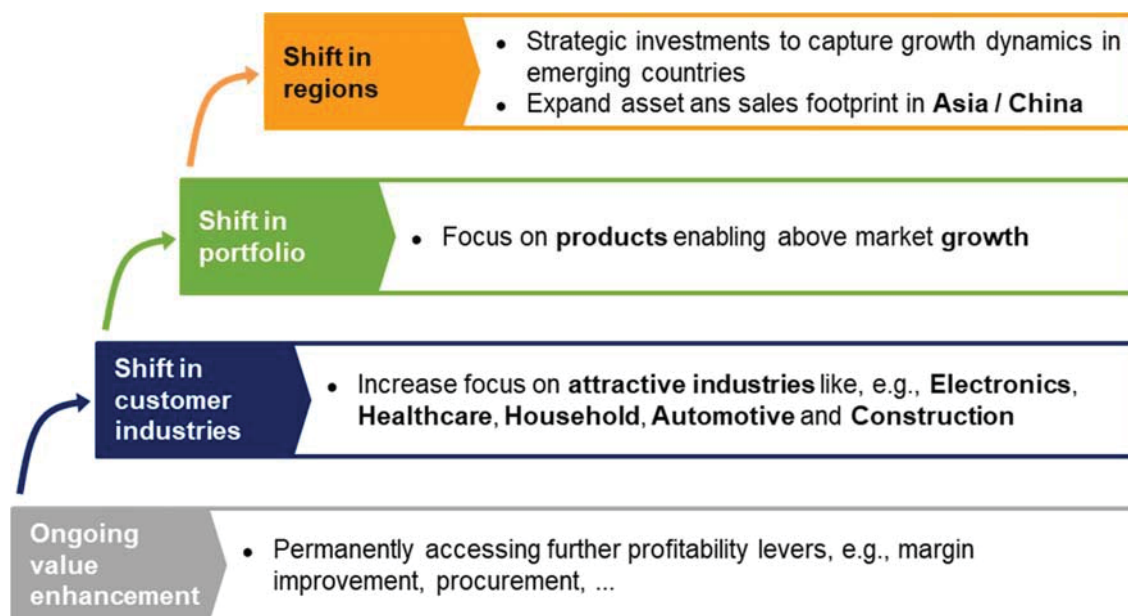 Shift in
regions
• Strategic investments to capture growth dynamics in
emerging countries
• Expand asset ans sales footprint in Asia / China
Shift in
portfolio
• Focus on products enabling above market growth
Shift in
customer
industries
• Increase focus on attractive industries like, e.g., Electronics,
Healthcare, Household, Automotive and Construction
Ongoing
value
enhancement
• Permanently accessing further profitability levers, e.g., margin
improvement, procurement, ...